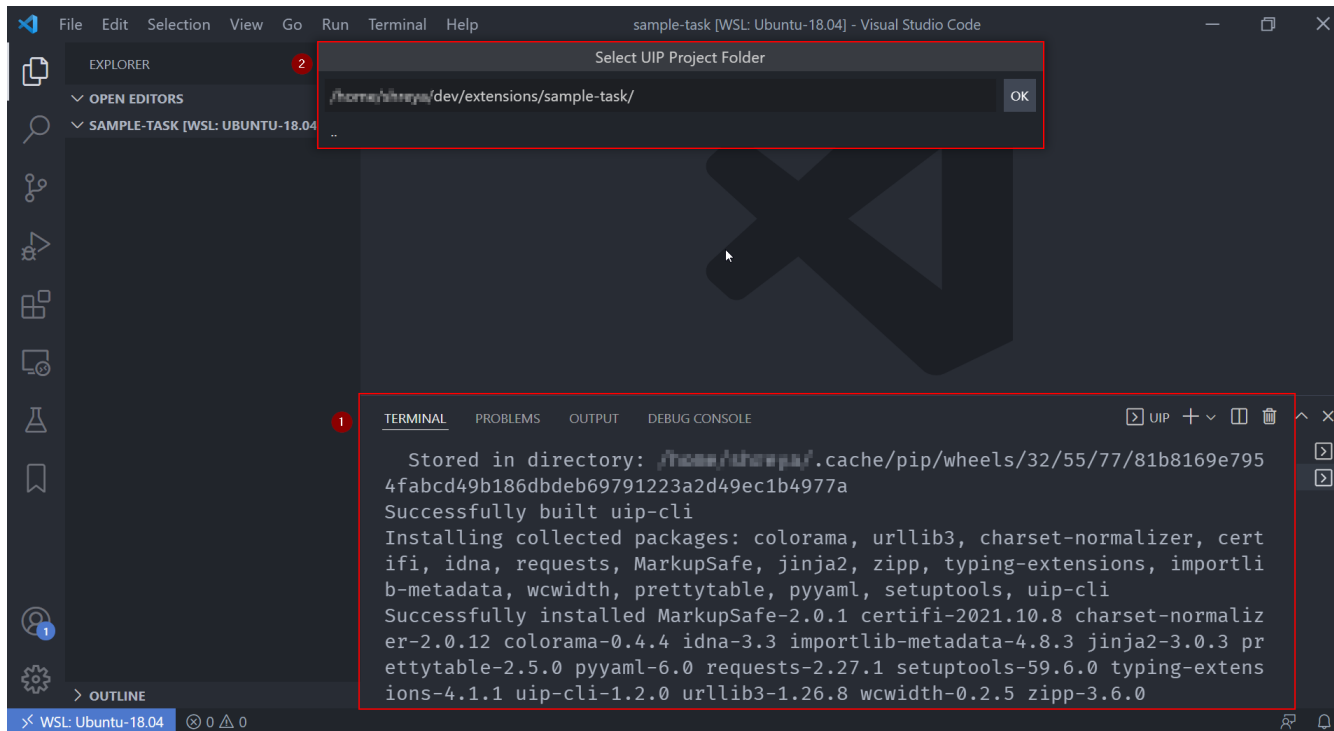 File Edit Selection View Go Run Terminal Help sample-task [WSL: Ubuntu-18.04] - Visual Studio Code
EXPLORER
2
Select UIP Project Folder
OPEN EDITORS
/dev/extensions/sample-task/
OK
SAMPLE-TASK [WSL: UBUNTU-18.04
..
1
TERMINAL PROBLEMS OUTPUT DEBUG CONSOLE UIP
Stored in directory: .cache/pip/wheels/32/55/77/81b8169e795
4fabcd49b186dbdeb69791223a2d49ec1b4977a
Successfully built uip-cli
Installing collected packages: colorama, urllib3, charset-normalizer, cert
ifi, idna, requests, MarkupSafe, jinja2, zipp, typing-extensions, importli
b-metadata, wcwidth, prettytable, pyyaml, setuptools, uip-cli
Successfully installed MarkupSafe-2.0.1 certifi-2021.10.8 charset-normaliz
er-2.0.12 colorama-0.4.4 idna-3.3 importlib-metadata-4.8.3 jinja2-3.0.3 pr
ettytable-2.5.0 pyyaml-6.0 requests-2.27.1 setuptools-59.6.0 typing-extens
ions-4.1.1 uip-cli-1.2.0 urllib3-1.26.8 wcwidth-0.2.5 zipp-3.6.0
1
OUTLINE
WSL: Ubuntu-18.04 0 0